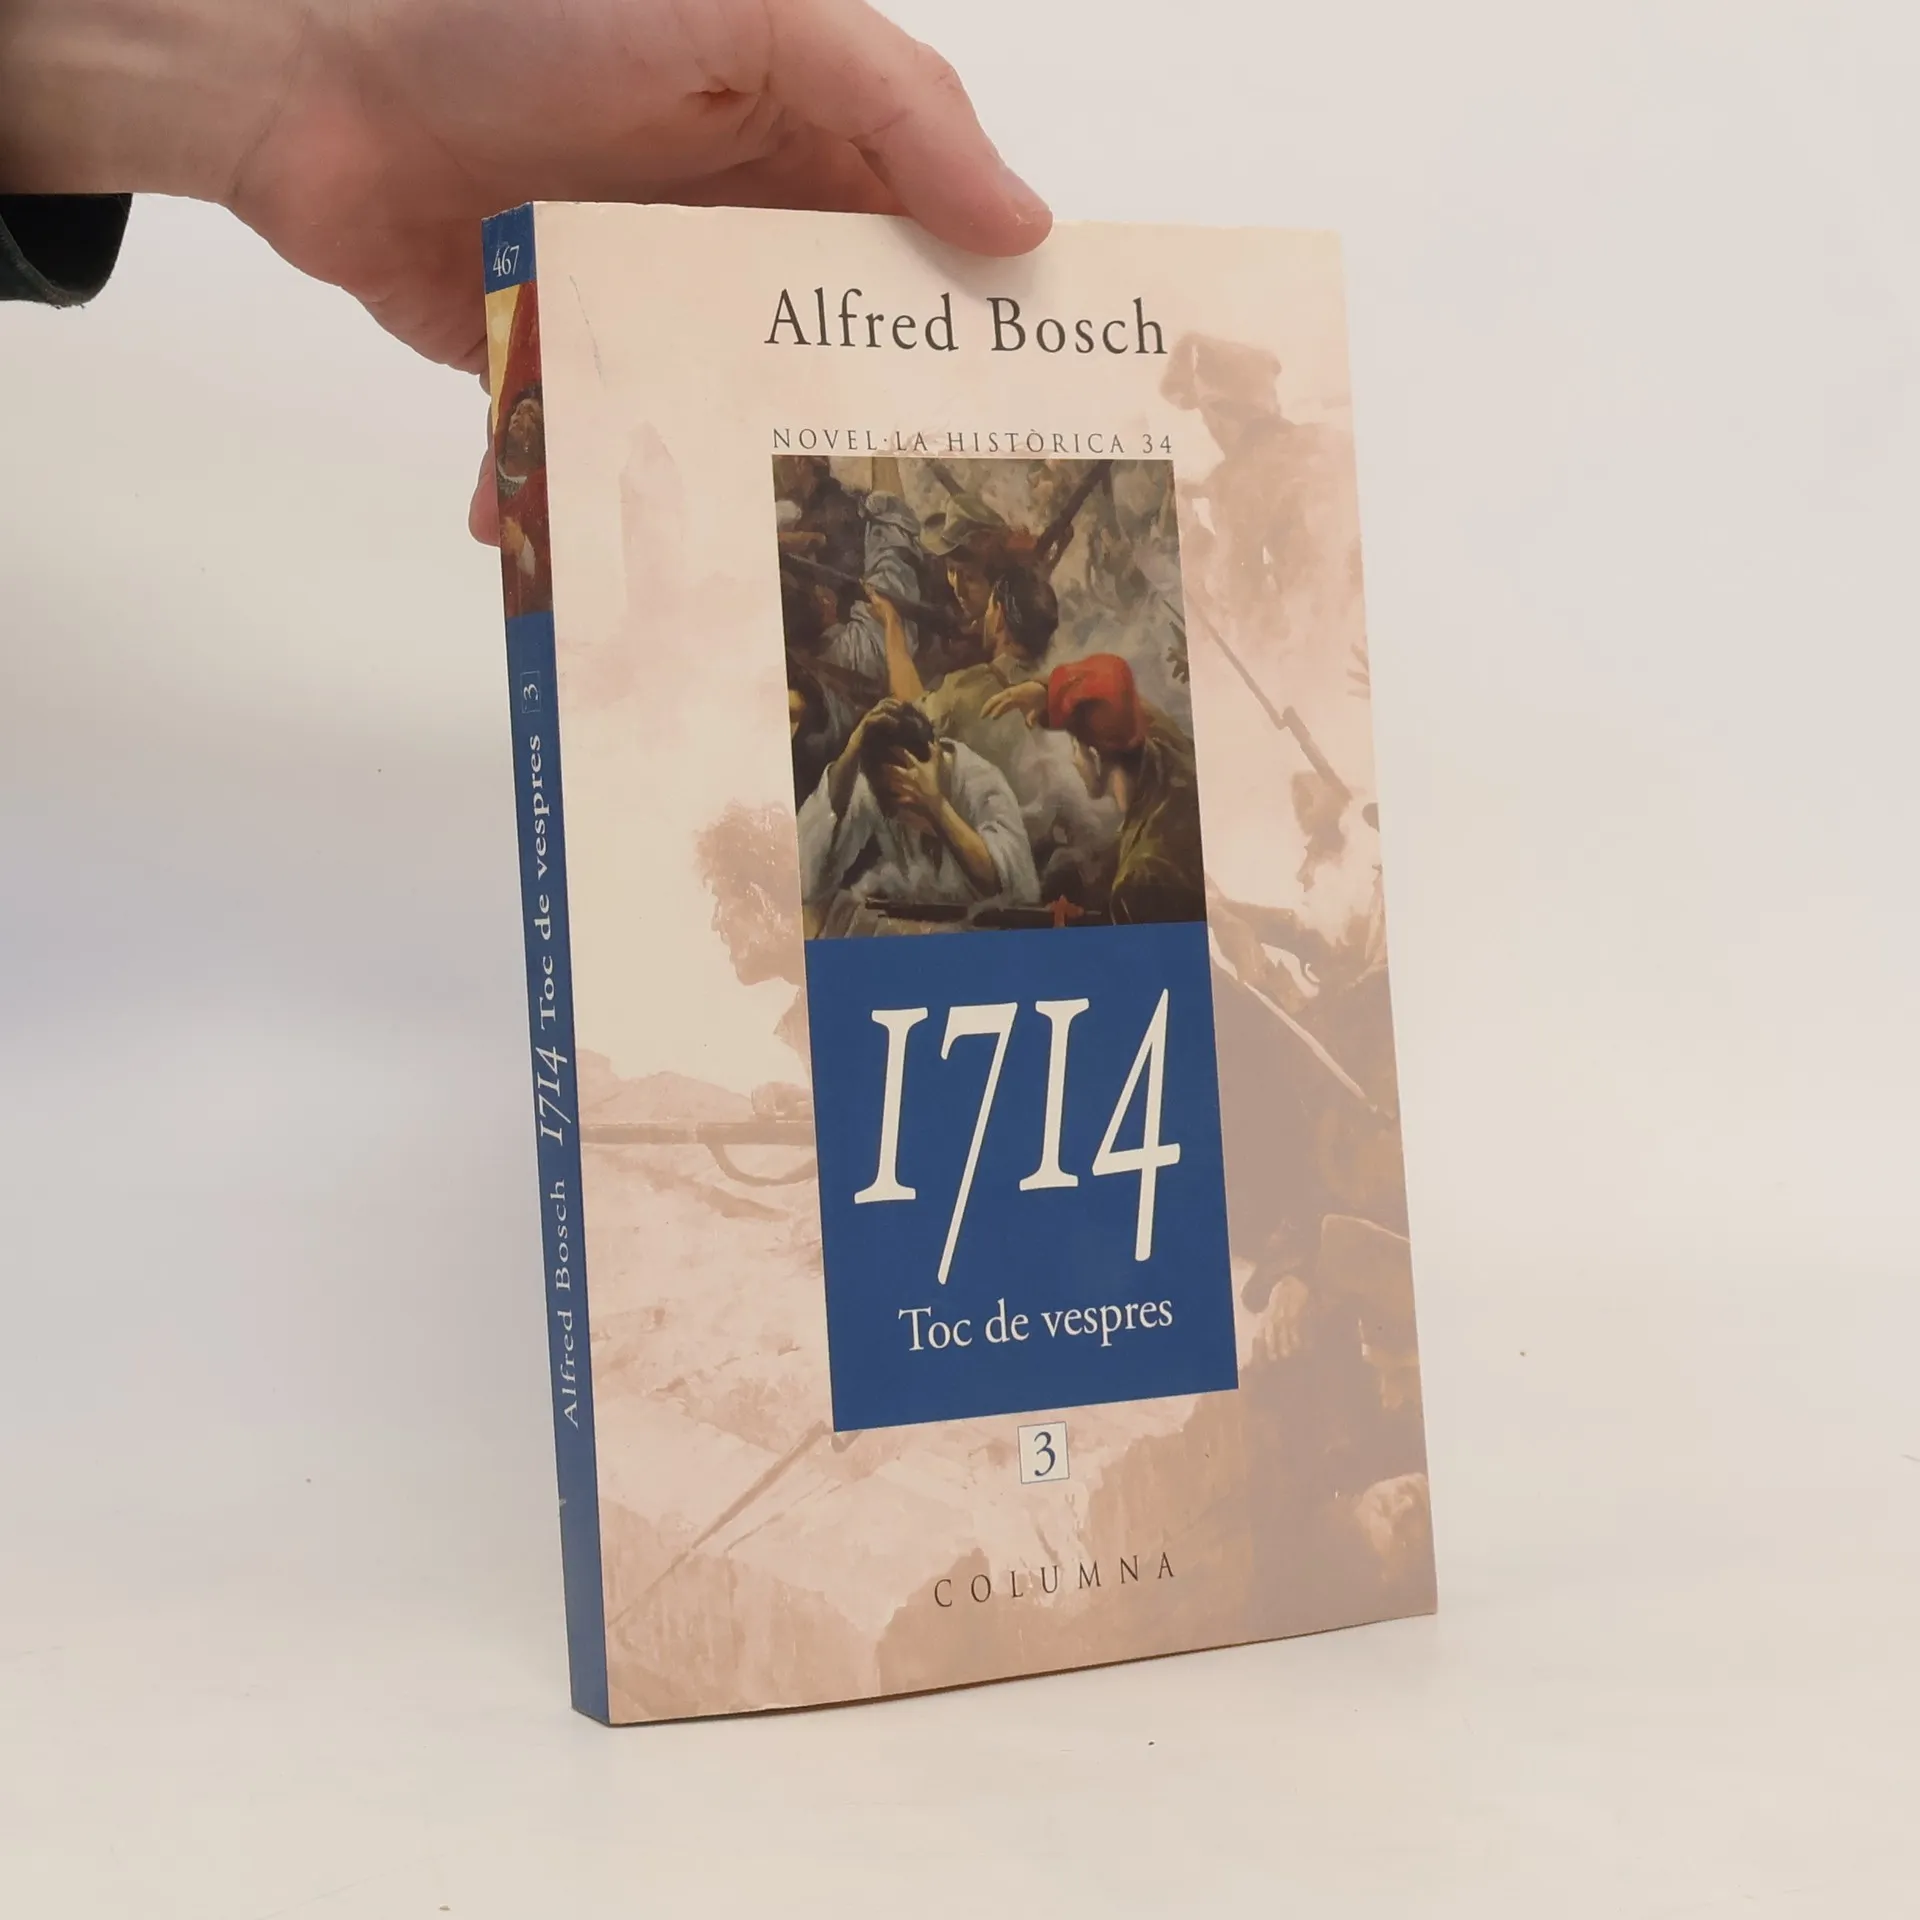 Alfred Bosch
NOVEL·LA HISTÒRICA 34
1714
Toc de vespres
3
COLUMNA
467
Alfred Bosch 1714 Toc de vespres 3